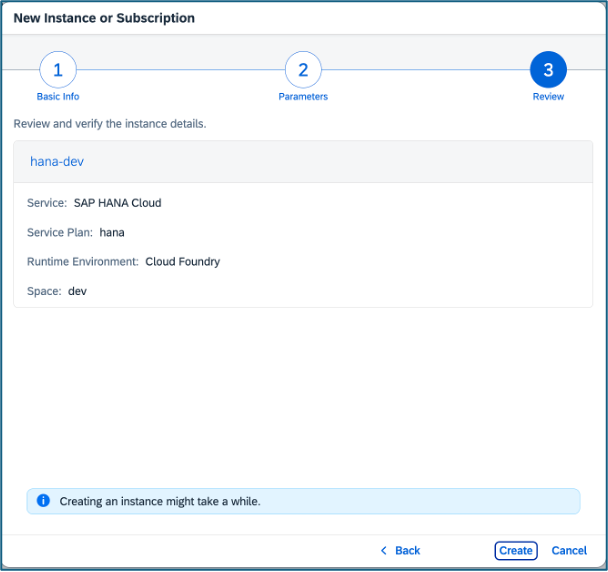 New Instance or Subscription
1
2
3
Basic Info
Parameters
Review
Review and verify the instance details.
hana-dev
Service: SAP HANA Cloud
Service Plan: hana
Runtime Environment: Cloud Foundry
Space: dev
Creating an instance might take a while.
Back
Create
Cancel